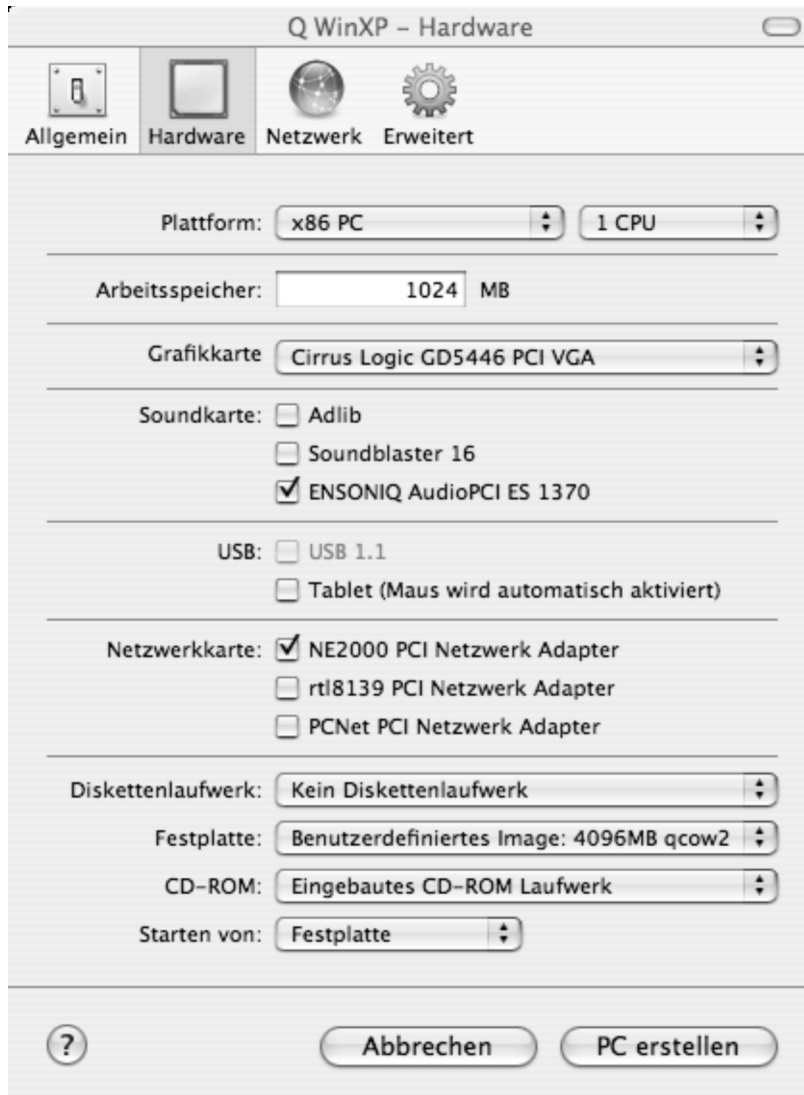 Q WinXP – Hardware
Allgemein Hardware Netzwerk Erweitert
Plattform: x86 PC 1 CPU
Arbeitsspeicher: 1024 MB
Grafikkarte Cirrus Logic GD5446 PCI VGA
Soundkarte: Adlib
Soundblaster 16
ENSONIQ AudioPCI ES 1370
USB: USB 1.1
Tablet (Maus wird automatisch aktiviert)
Netzwerkkarte: NE2000 PCI Netzwerk Adapter
rtl8139 PCI Netzwerk Adapter
PCNet PCI Netzwerk Adapter
Diskettenlaufwerk: Kein Diskettenlaufwerk
Festplatte: Benutzerdefiniertes Image: 4096MB qcow2
CD-ROM: Eingebautes CD-ROM Laufwerk
Starten von: Festplatte
? Abbrechen PC erstellen